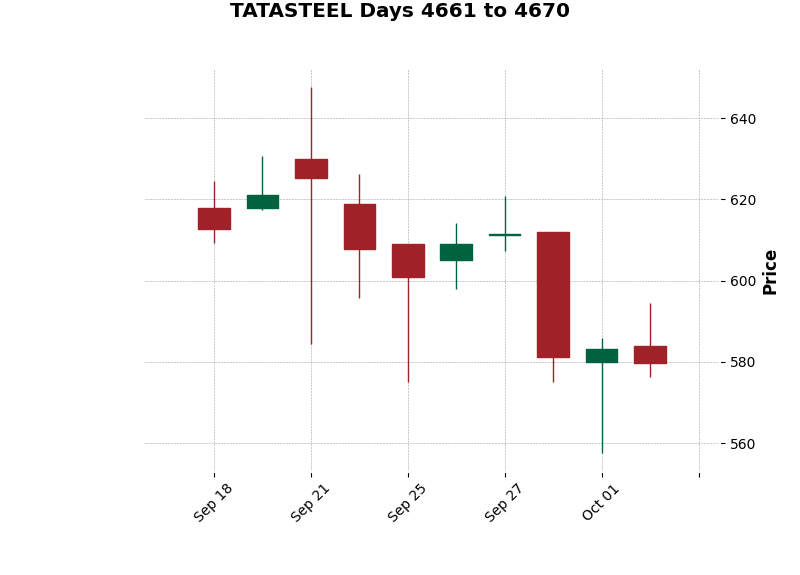 TATASTEEL Days 4661 to 4670
640
620
600
580
560
Price
Sep 18
Sep 21
Sep 25
Sep 27
Oct 01